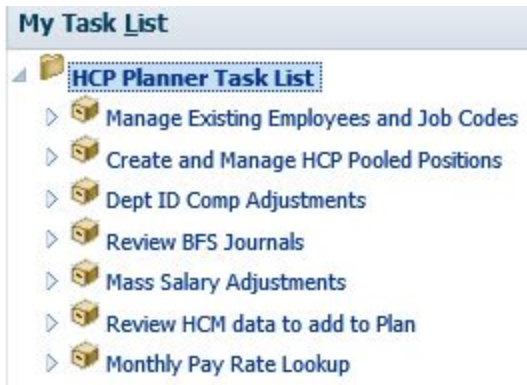 My Task List
HCP Planner Task List
Manage Existing Employees and Job Codes
Create and Manage HCP Pooled Positions
Dept ID Comp Adjustments
Review BFS Journals
Mass Salary Adjustments
Review HCM data to add to Plan
Monthly Pay Rate Lookup